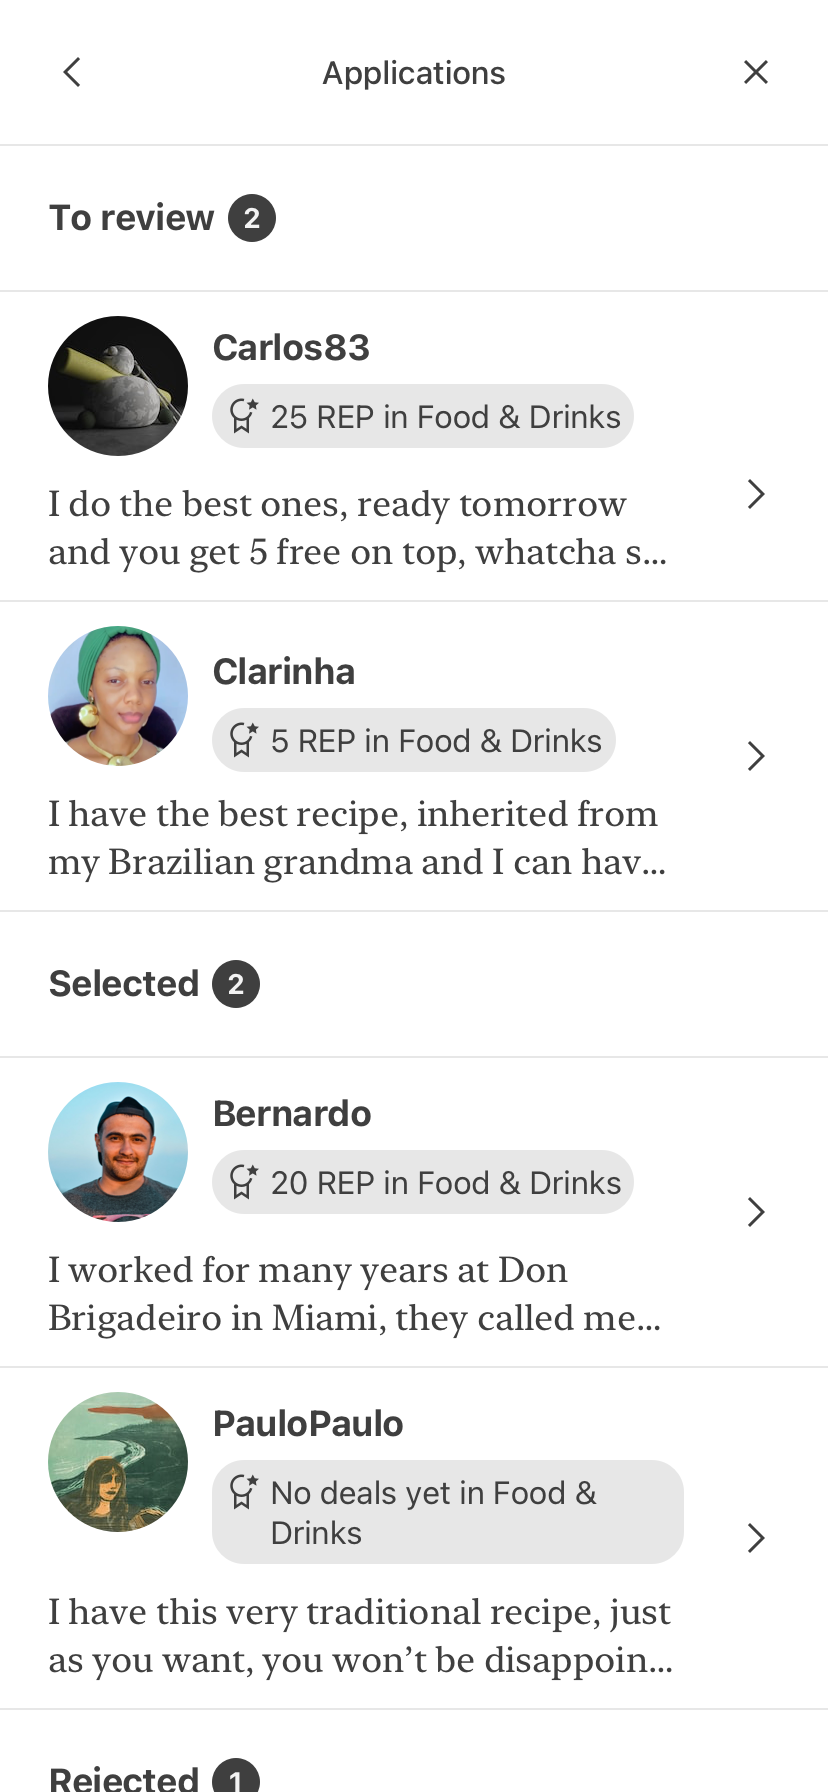 Applications
To review 2
Carlos83
25 REP in Food & Drinks
I do the best ones, ready tomorrow
and you get 5 free on top, whatcha s...
Clarinha
5 REP in Food & Drinks
I have the best recipe, inherited from
my Brazilian grandma and I can hav...
Selected 2
Bernardo
20 REP in Food & Drinks
I worked for many years at Don
Brigadeiro in Miami, they called me...
PauloPaulo
No deals yet in Food &
Drinks
I have this very traditional recipe, just
as you want, you won’t be disappoin...
Rejected 1